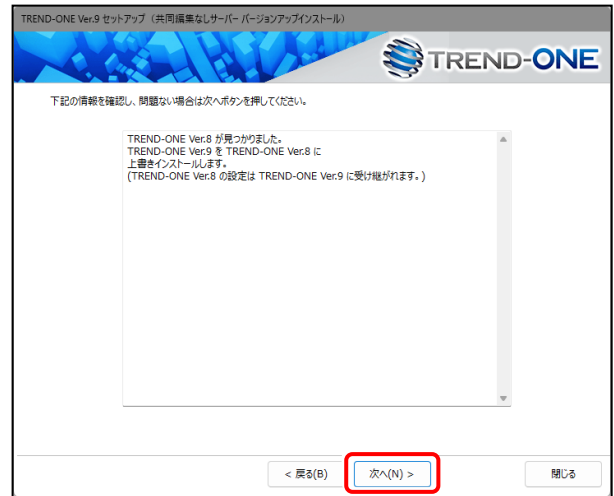 TREND-ONE Ver.9 セットアップ（共同編集なしサーバー バージョンアップインストール）
TREND-ONE
下記の情報を確認し、問題ない場合は次へボタンを押してください。
TREND-ONE Ver.8 が見つかりました。
TREND-ONE Ver.9 を TREND-ONE Ver.8 に
上書きインストールします。
(TREND-ONE Ver.8 の設定は TREND-ONE Ver.9 に受け継がれます。)
< 戻る(B)
次へ(N) >
閉じる